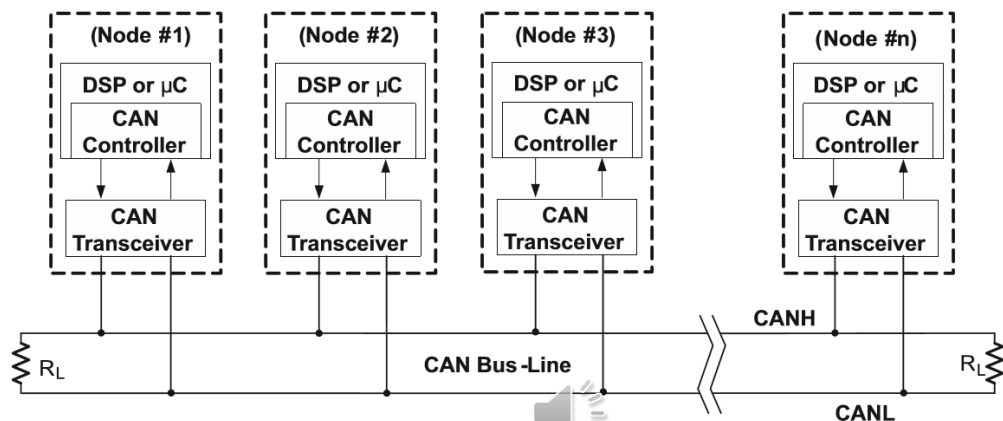 (Node #1)
DSP or μC
CAN
Controller
CAN
Transceiver
(Node #2)
DSP or μC
CAN
Controller
CAN
Transceiver
(Node #3)
DSP or μC
CAN
Controller
CAN
Transceiver
(Node #n)
DSP or μC
CAN
Controller
CAN
Transceiver
CANH
RL
CAN Bus-Line
RL
CANL